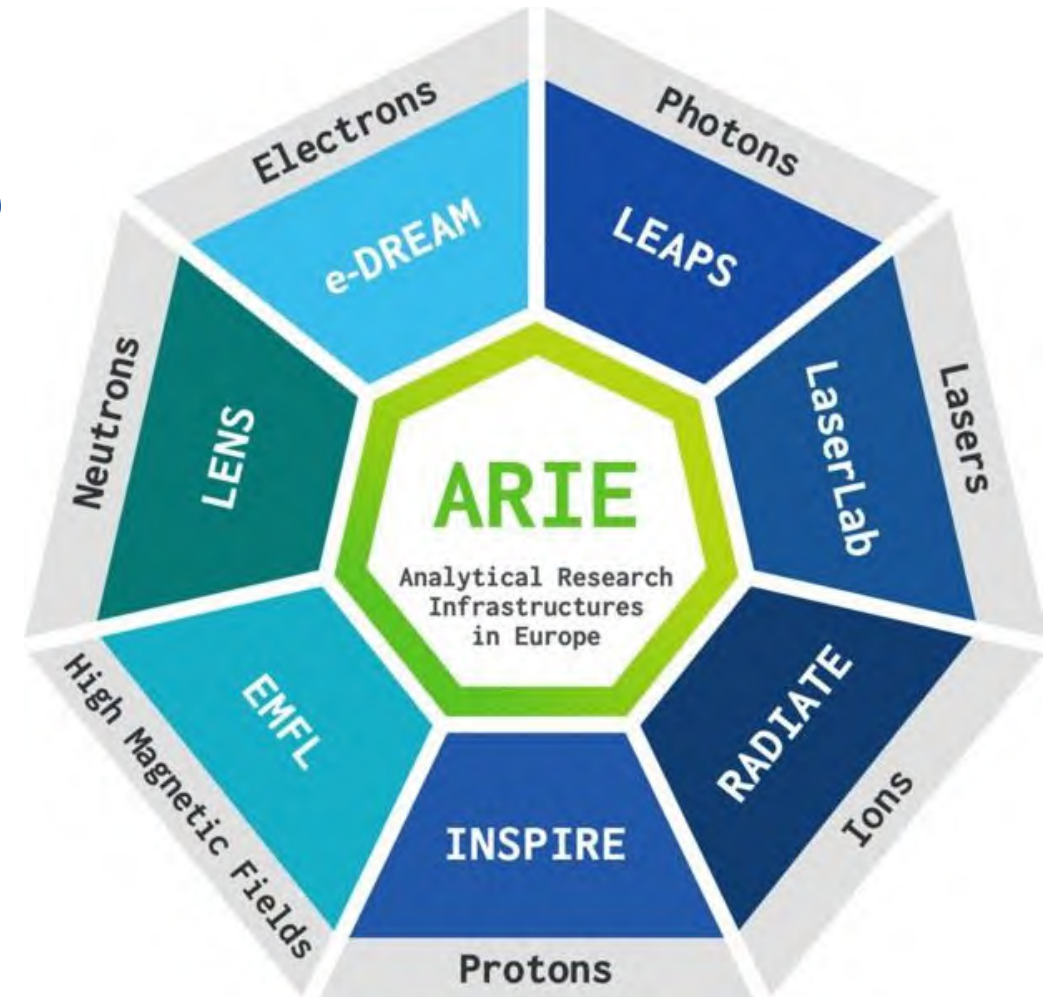 Electrons
e-DREAM
Photons
LEAPS
Lasers
LaserLab
Ions
RADIATE
Protons
INSPIRE
High Magnetic Fields
EMFL
Neutrons
LENS
ARIE
Analytical Research
Infrastructures
in Europe